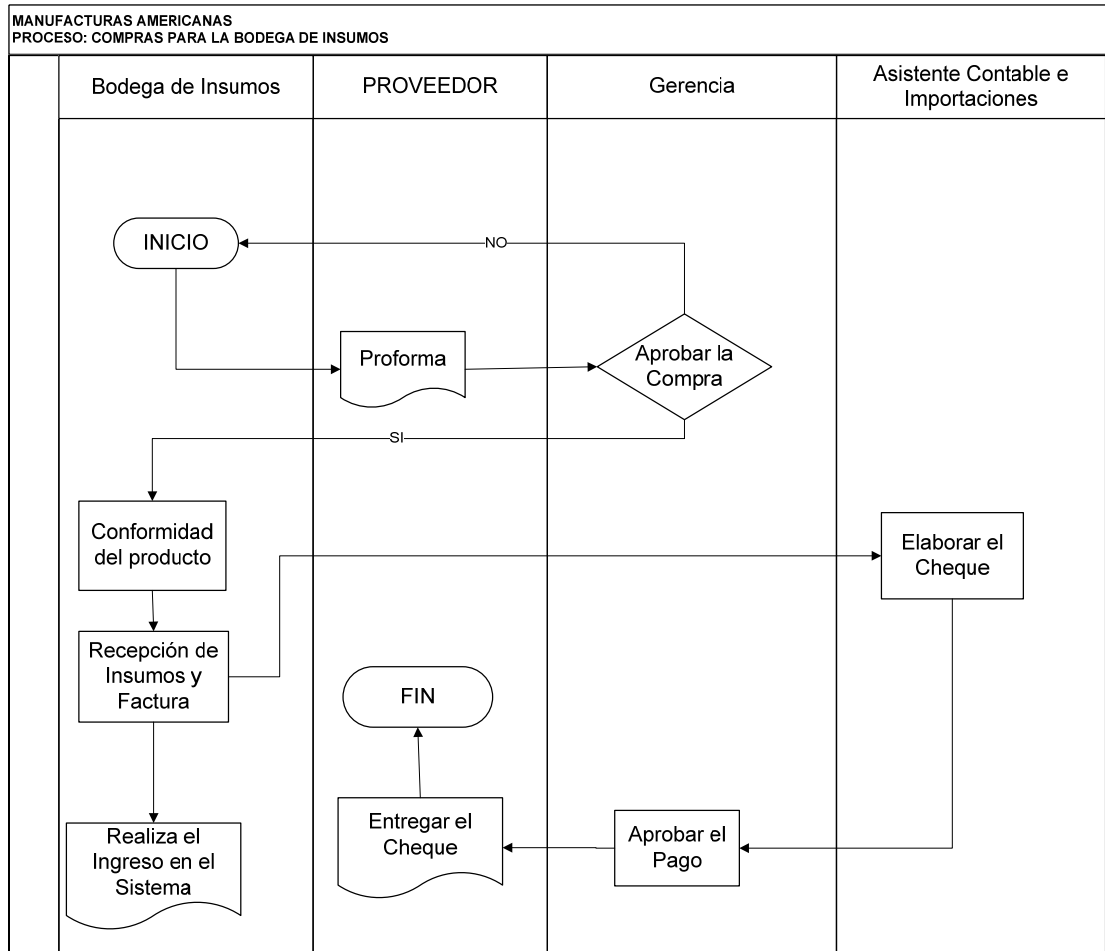 MANUFACTURAS AMERICANAS
PROCESO: COMPRAS PARA LA BODEGA DE INSUMOS
Bodega de Insumos
PROVEEDOR
Gerencia
Asistente Contable e
Importaciones
INICIO
NO
Proforma
Aprobar la
Compra
SI
Conformidad
del producto
Elaborar el
Cheque
Recepción de
Insumos y
Factura
FIN
Realiza el
Ingreso en el
Sistema
Entregar el
Cheque
Aprobar el
Pago